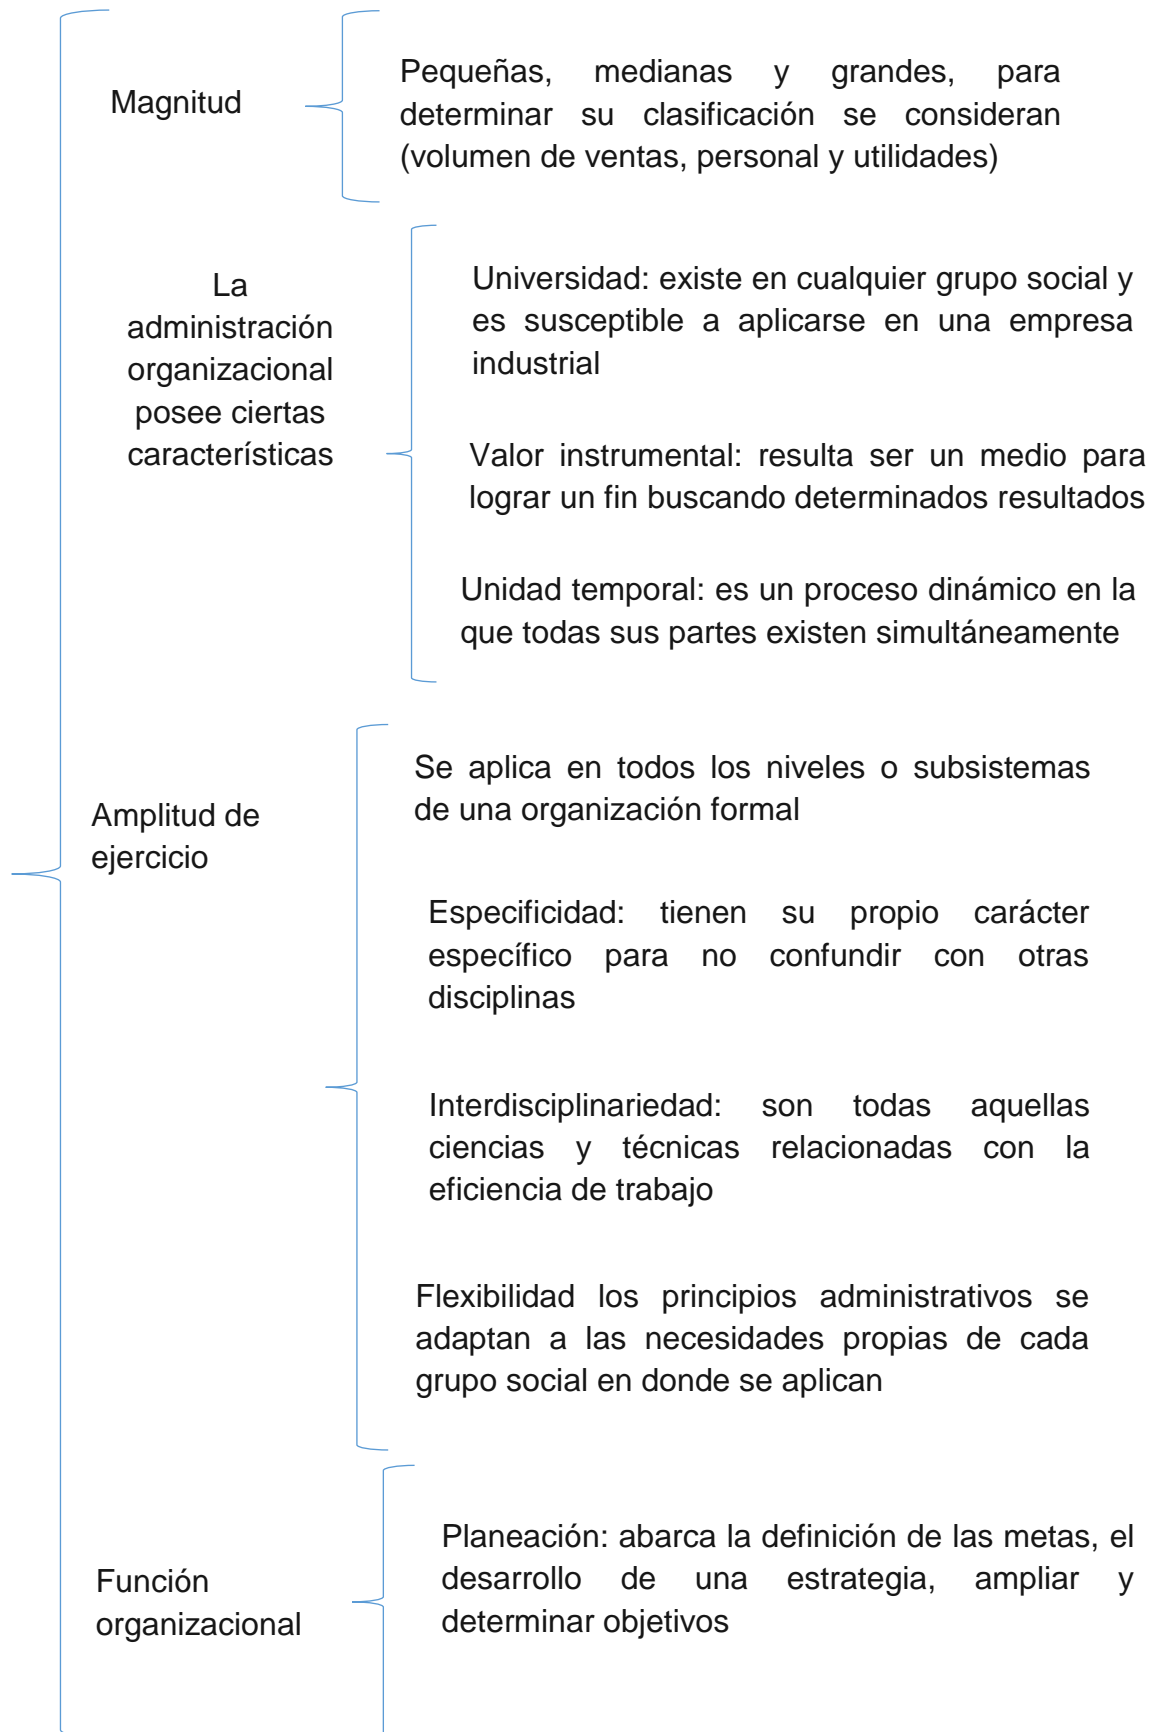 Magnitud
Pequeñas, medianas y grandes, para
determinar su clasificación se consideran
(volumen de ventas, personal y utilidades)
La
administración
organizacional
posee ciertas
características
Universidad: existe en cualquier grupo social y
es susceptible a aplicarse en una empresa
industrial
Valor instrumental: resulta ser un medio para
lograr un fin buscando determinados resultados
Unidad temporal: es un proceso dinámico en la
que todas sus partes existen simultáneamente
Amplitud de
ejercicio
Se aplica en todos los niveles o subsistemas
de una organización formal
Especificidad: tienen su propio carácter
específico para no confundir con otras
disciplinas
Interdisciplinariedad: son todas aquellas
ciencias y técnicas relacionadas con la
eficiencia de trabajo
Flexibilidad los principios administrativos se
adaptan a las necesidades propias de cada
grupo social en donde se aplican
Función
organizacional
Planeación: abarca la definición de las metas, el
desarrollo de una estrategia, ampliar y
determinar objetivos